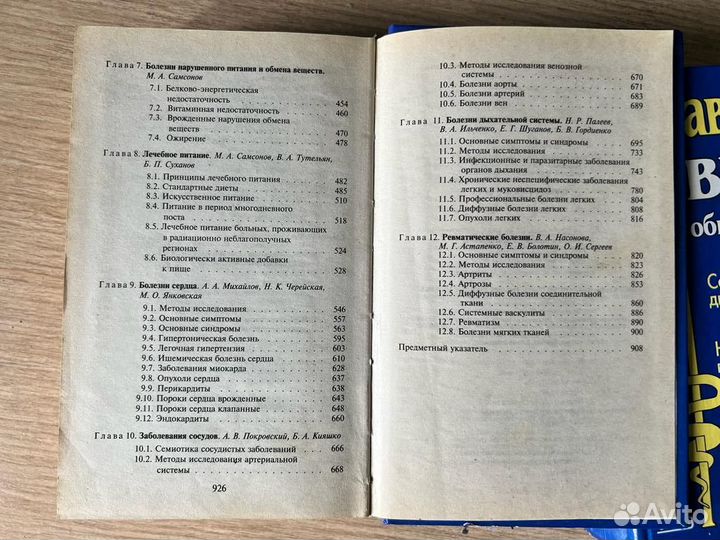 Глава 7. Болезни нарушенного питания и обмена веществ.
М. А. Самсонов
7.1. Белково-энергетическая
недостаточность 454
7.2. Витаминная недостаточность 460
7.3. Врожденные нарушения обмена
веществ 470
7.4. Ожирение 478
Глава 8. Лечебное питание. М. А. Самсонов, В. А. Тутельян,
Б. П. Суханов
8.1. Принципы лечебного питания 482
8.2. Стандартные диеты 485
8.3. Искусственное питание 510
8.4. Питание в период многодневного
поста 518
8.5. Лечебное питание больных, проживающих
в радиационно неблагополучных
регионах 524
8.6. Биологически активные добавки
к пище 528
Глава 9. Болезни сердца. А. А. Михайлов, Н. К. Черейская,
М. О. Янковская
9.1. Методы исследования 546
9.2. Основные симптомы 557
9.3. Основные синдромы 563
9.4. Гипертоническая болезнь 595
9.5. Легочная гипертензия 603
9.6. Ишемическая болезнь сердца 610
9.7. Заболевания миокарда 628
9.8. Опухоли сердца 637
9.9. Перикардиты 638
9.10. Пороки сердца врожденные 643
9.11. Пороки сердца клапанные 648
9.12. Эндокардиты 660
Глава 10. Заболевания сосудов. А. В. Покровский, Б. А. Кияшко
10.1. Семиотика сосудистых заболеваний 666
10.2. Методы исследования артериальной
системы 668
926
10.3. Методы исследования венозной
системы 670
10.4. Болезни аорты 671
10.5. Болезни артерий 683
10.6. Болезни вен 689
Глава 11. Болезни дыхательной системы. Н. Р. Палеев,
В. А. Ильченко, Е. Г. Шуганов, Б. В. Гордиенко
11.1. Основные симптомы и синдромы 695
11.2. Методы исследования 733
11.3. Инфекционные и паразитарные заболевания
органов дыхания 743
11.4. Хронические неспецифические заболевания
легких и муковисцидоз 780
11.5. Профессиональные болезни легких 804
11.6. Диффузные болезни легких 808
11.7. Опухоли легких 816
Глава 12. Ревматические болезни. В. А. Насонова,
М. Г. Астапенко, Е. В. Болотин, О. И. Сергеев
12.1. Основные симптомы и синдромы 820
12.2. Методы исследования 823
12.3. Артриты 826
12.4. Артрозы 853
12.5. Диффузные болезни соединительной
ткани 860
12.6. Системные васкулиты 886
12.7. Ревматизм 890
12.8. Болезни мягких тканей 900
Предметный указатель 908
Avito